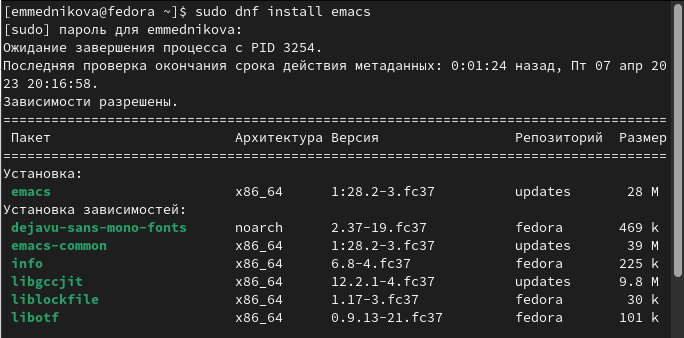 [emmednikova@fedora ~]$ sudo dnf install emacs
[sudo] пароль для emmednikova:
Ожидание завершения процесса с PID 3254.
Последняя проверка окончания срока действия метаданных: 0:01:24 назад, Пт 07 апр 20
23 20:16:58.
Зависимости разрешены.
================================================================================
Пакет Архитектура Версия Репозиторий Размер
================================================================================
Установка:
emacs x86_64 1:28.2-3.fc37 updates 28 M
Установка зависимостей:
dejavu-sans-mono-fonts noarch 2.37-19.fc37 fedora 469 k
emacs-common x86_64 1:28.2-3.fc37 updates 39 M
info x86_64 6.8-4.fc37 fedora 225 k
libgccjit x86_64 12.2.1-4.fc37 updates 9.8 M
liblockfile x86_64 1.17-3.fc37 fedora 30 k
libotf x86_64 0.9.13-21.fc37 fedora 101 k